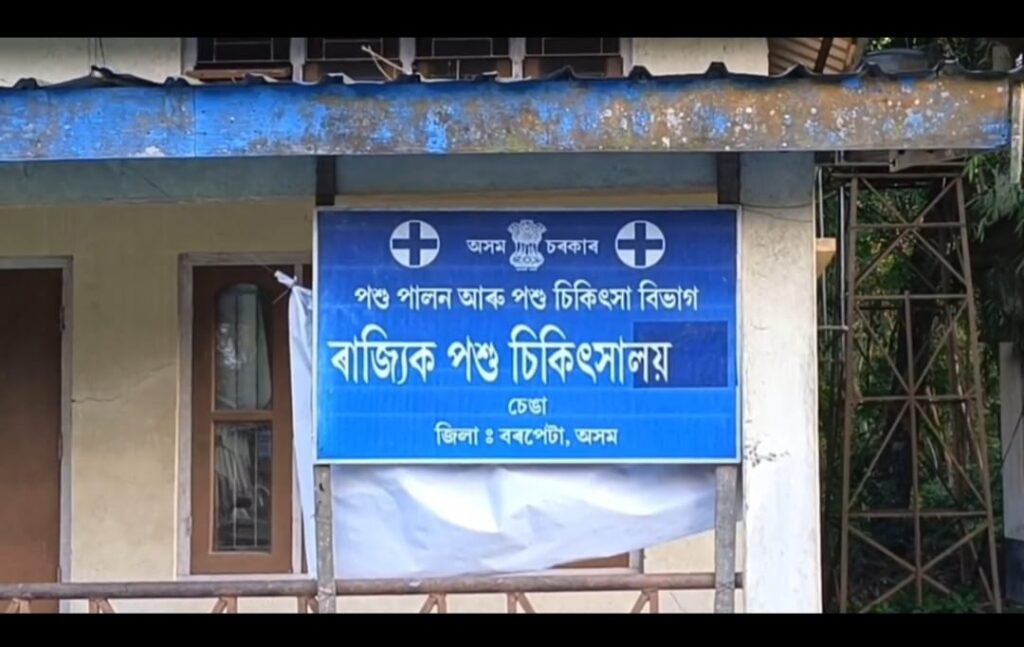 অসম চৰকাৰ
পশু পালন আৰু পশু চিকিৎসা বিভাগ
ৰাজ্যিক পশু চিকিৎসালয়
চেঙা
জিলা ঃ বৰপেটা, অসম